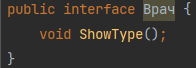 public interface Врач {
    void ShowType();
}